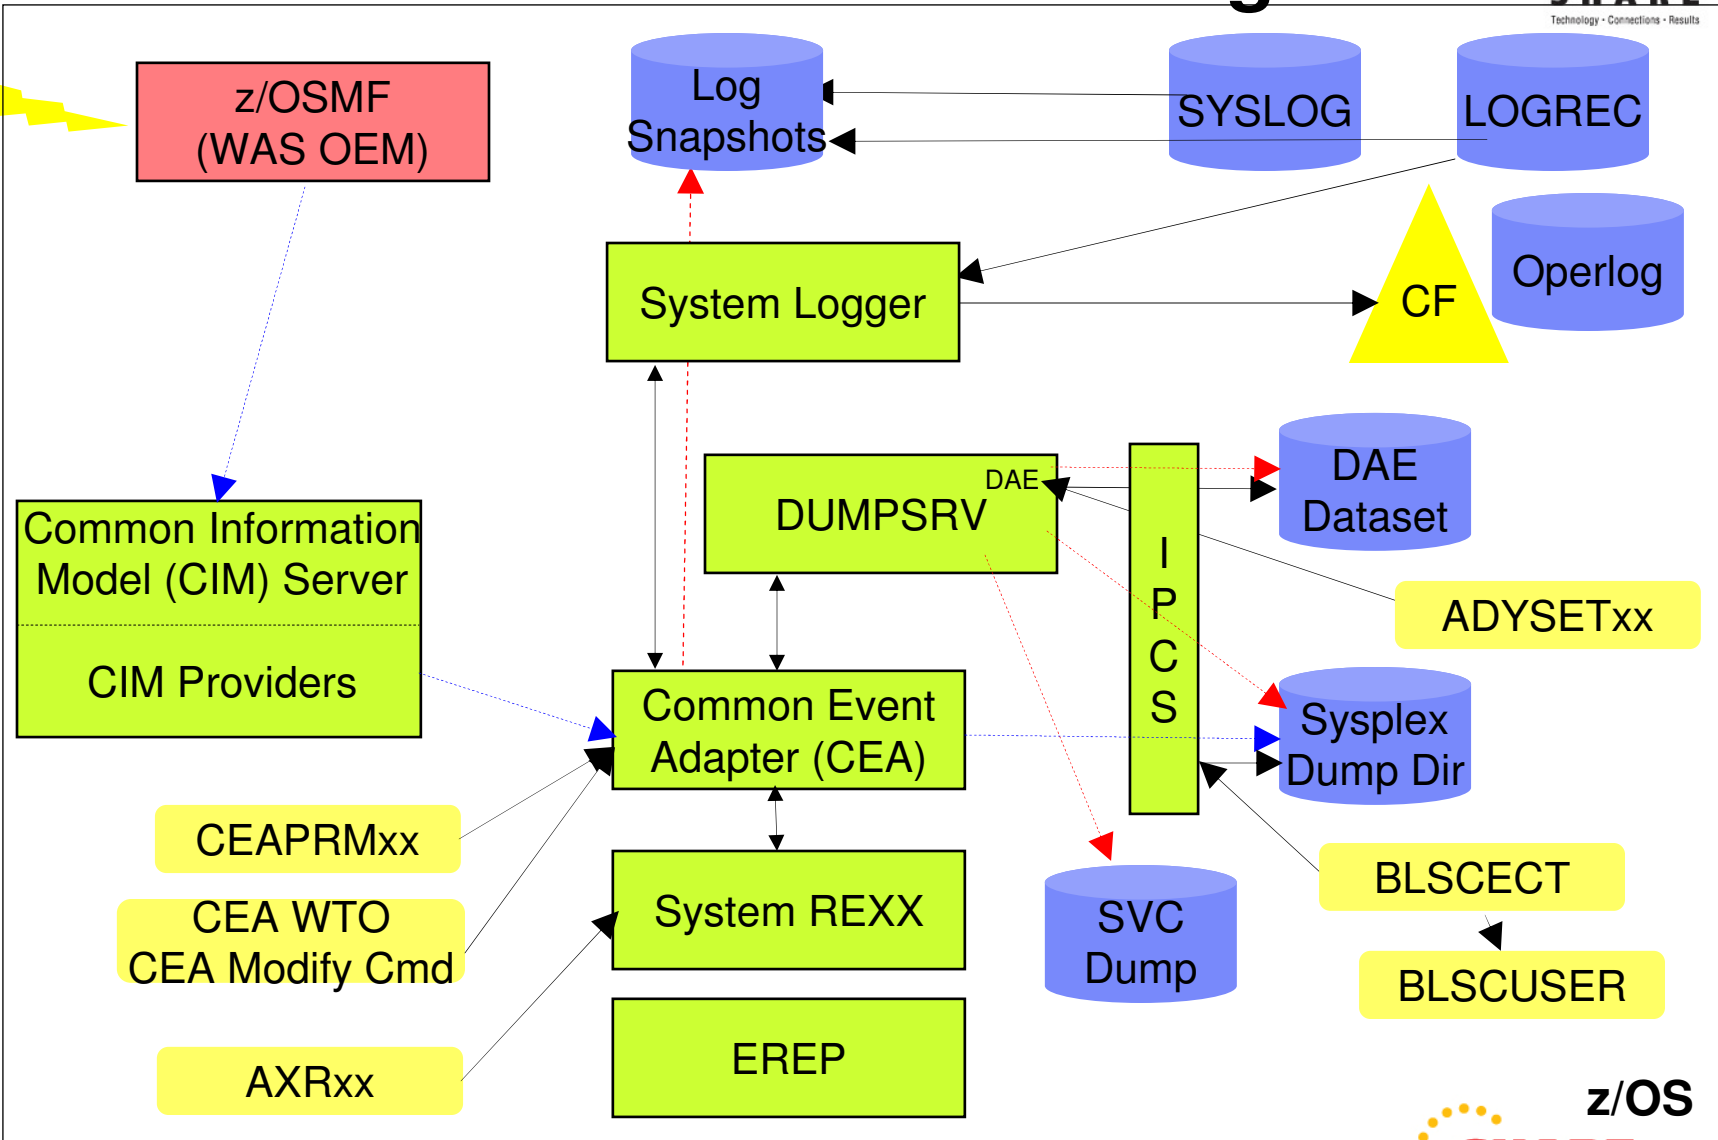 Technology · Connections · Results
z/OSMF
(WAS OEM)
Log
Snapshots
SYSLOG
LOGREC
System Logger
CF
Operlog
DAE
DUMPSRV
I
P
C
S
DAE
Dataset
ADYSETxx
Common Information
Model (CIM) Server
CIM Providers
Common Event
Adapter (CEA)
Sysplex
Dump Dir
CEAPRMxx
CEA WTO
CEA Modify Cmd
System REXX
SVC
Dump
BLSCECT
BLSCUSER
AXRxx
EREP
z/OS